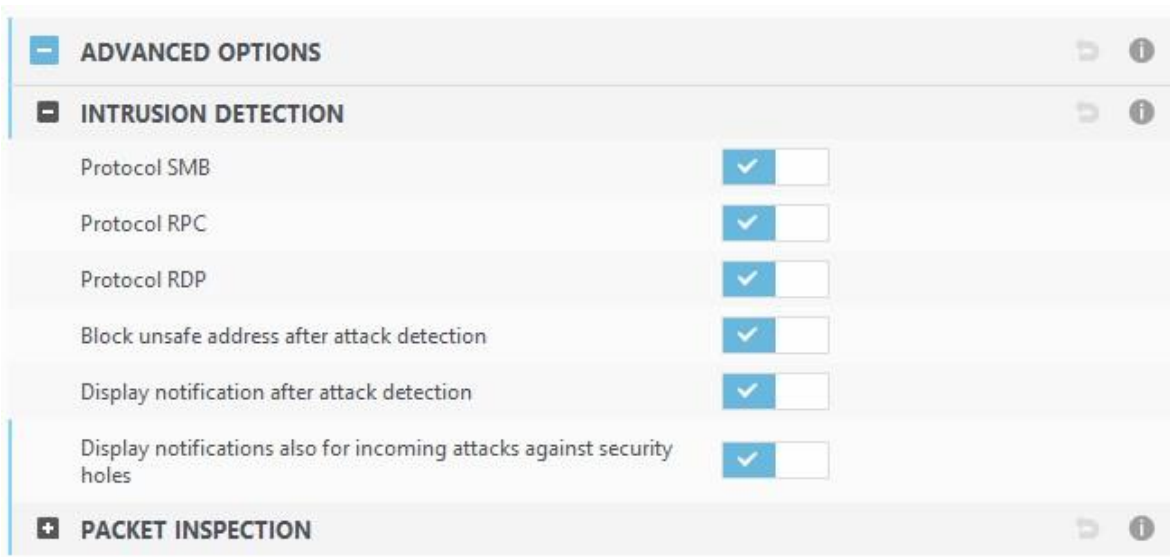 ADVANCED OPTIONS
INTRUSION DETECTION
Protocol SMB
Protocol RPC
Protocol RDP
Block unsafe address after attack detection
Display notification after attack detection
Display notifications also for incoming attacks against security
holes
PACKET INSPECTION